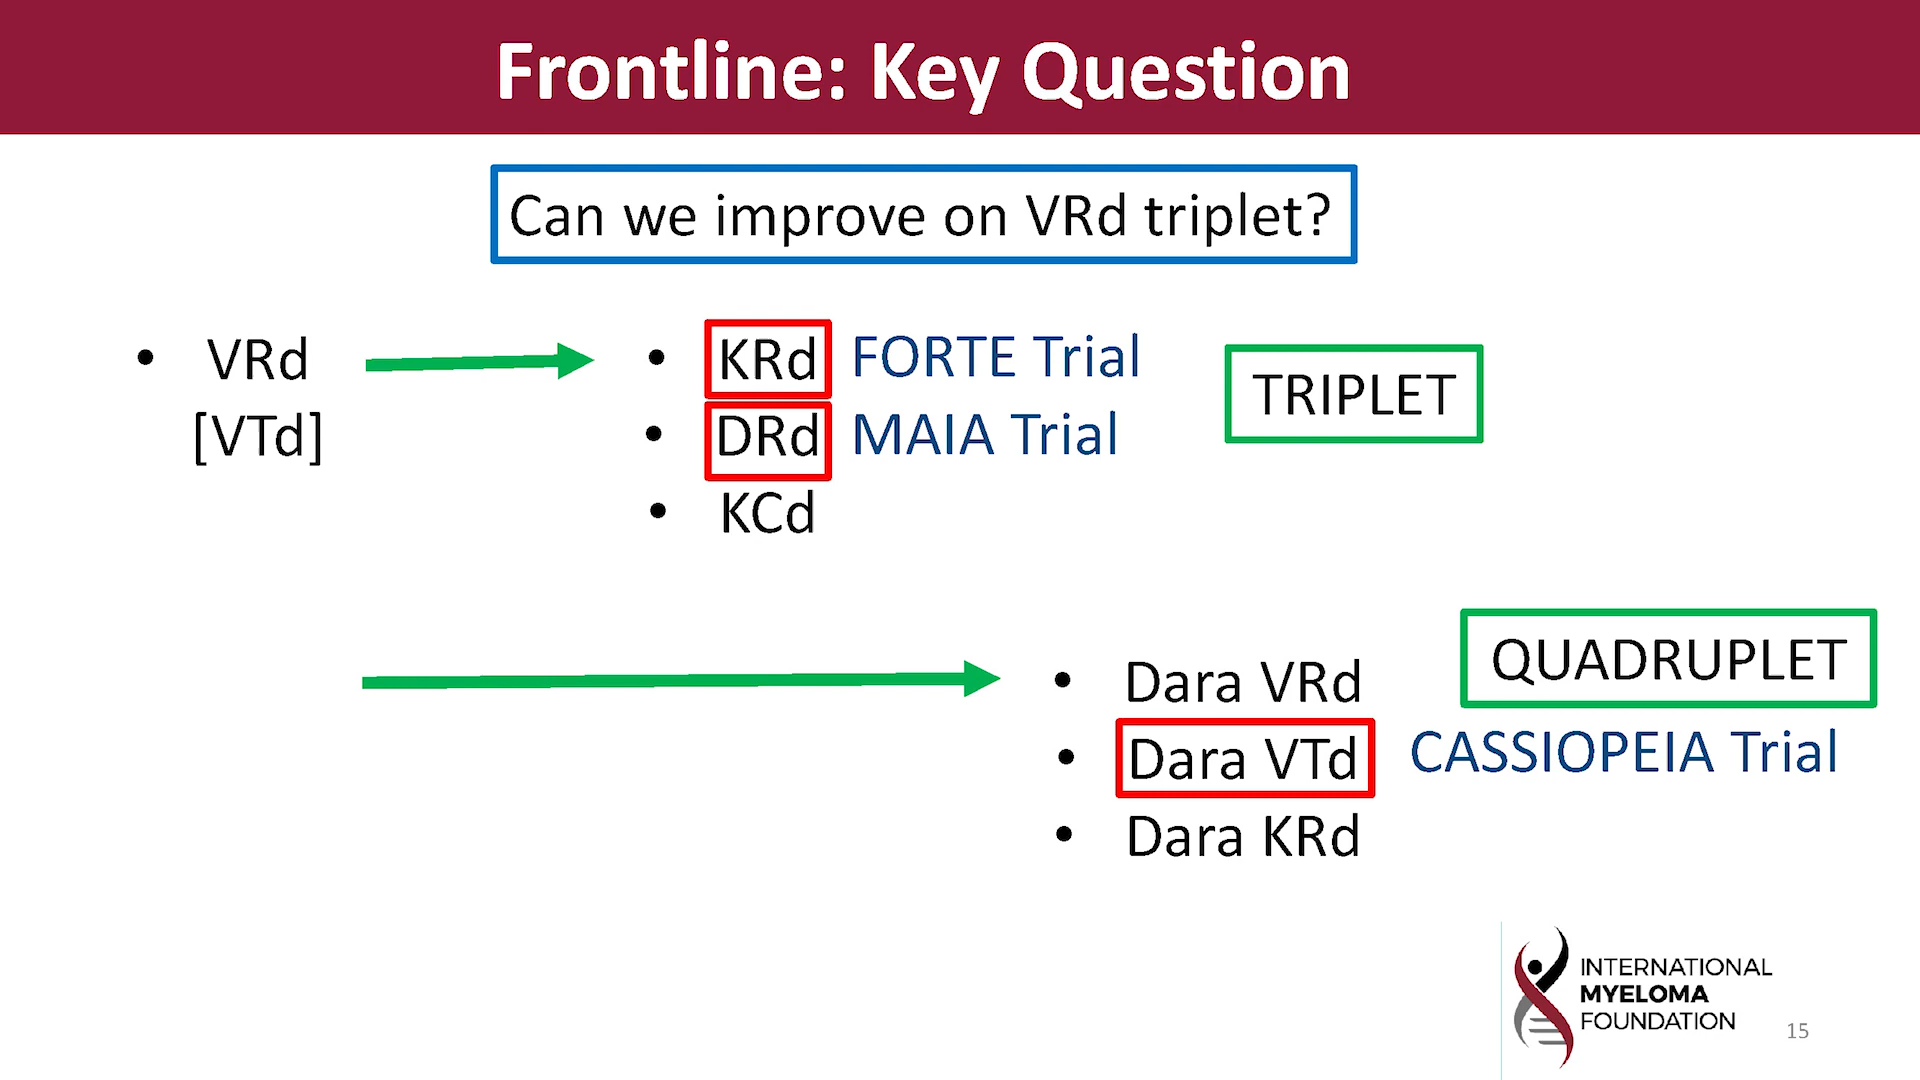 Frontline: Key Question
Can we improve on VRd triplet?
• VRd
[VTd]
• KRd FORTE Trial
• DRd MAIA Trial
• KCd
TRIPLET
QUADRUPLET
• Dara VRd
• Dara VTd CASSIOPEIA Trial
• Dara KRd
INTERNATIONAL
MYELOMA
FOUNDATION
15